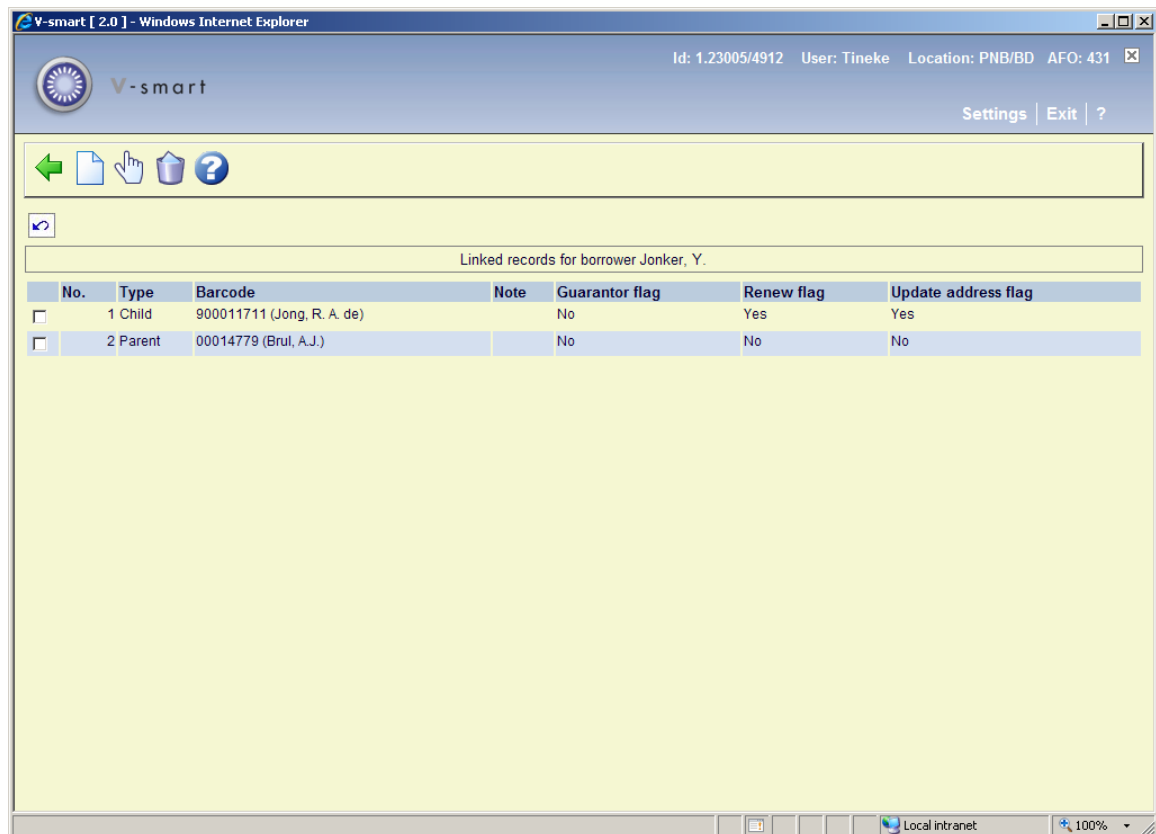 V-smart [ 2.0 ] - Windows Internet Explorer
Id: 1.23005/4912 User: Tineke Location: PNB/BD AFO: 431
V-smart
Settings Exit ?
?
Linked records for borrower Jonker, Y.
No. Type Barcode Note Guarantor flag Renew flag Update address flag
1 Child 900011711 (Jong, R. A. de) No Yes Yes
2 Parent 00014779 (Brul, A.J.) No No No
Local intranet 100%